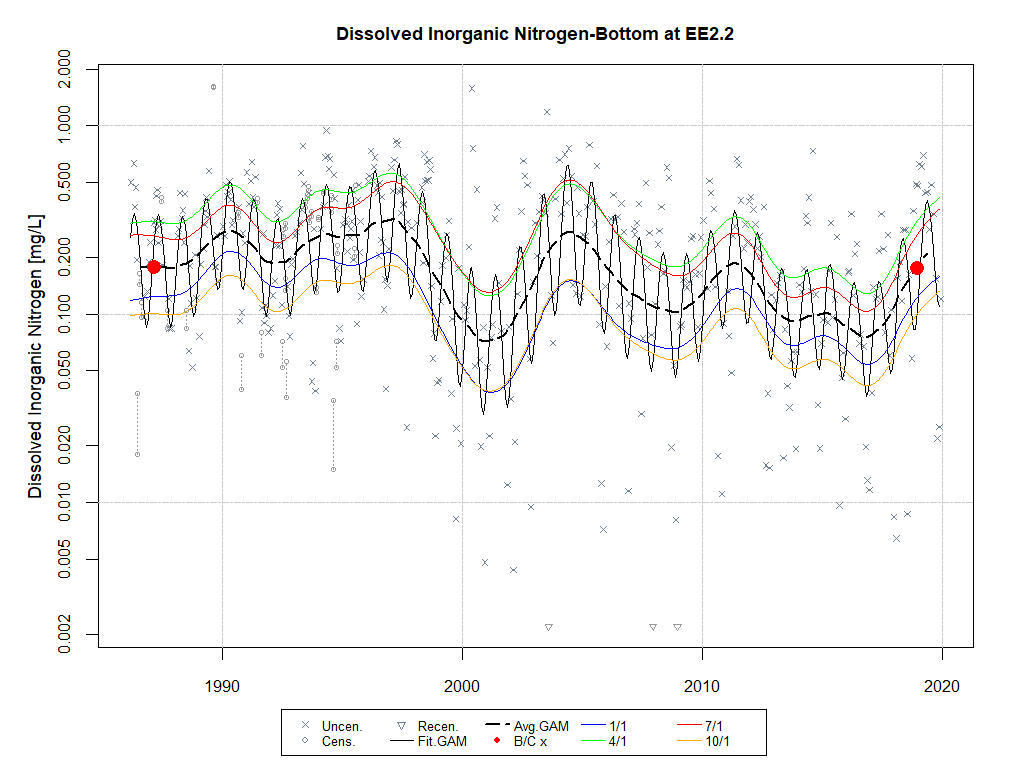 Dissolved Inorganic Nitrogen-Bottom at EE2.2
Dissolved Inorganic Nitrogen [mg/L]
2.000
1.000
0.500
0.200
0.100
0.050
0.020
0.010
0.005
0.002
1990 2000 2010 2020
Uncen. Recen. Avg.GAM 1/1 7/1
Cens. Fit.GAM B/C x 4/1 10/1